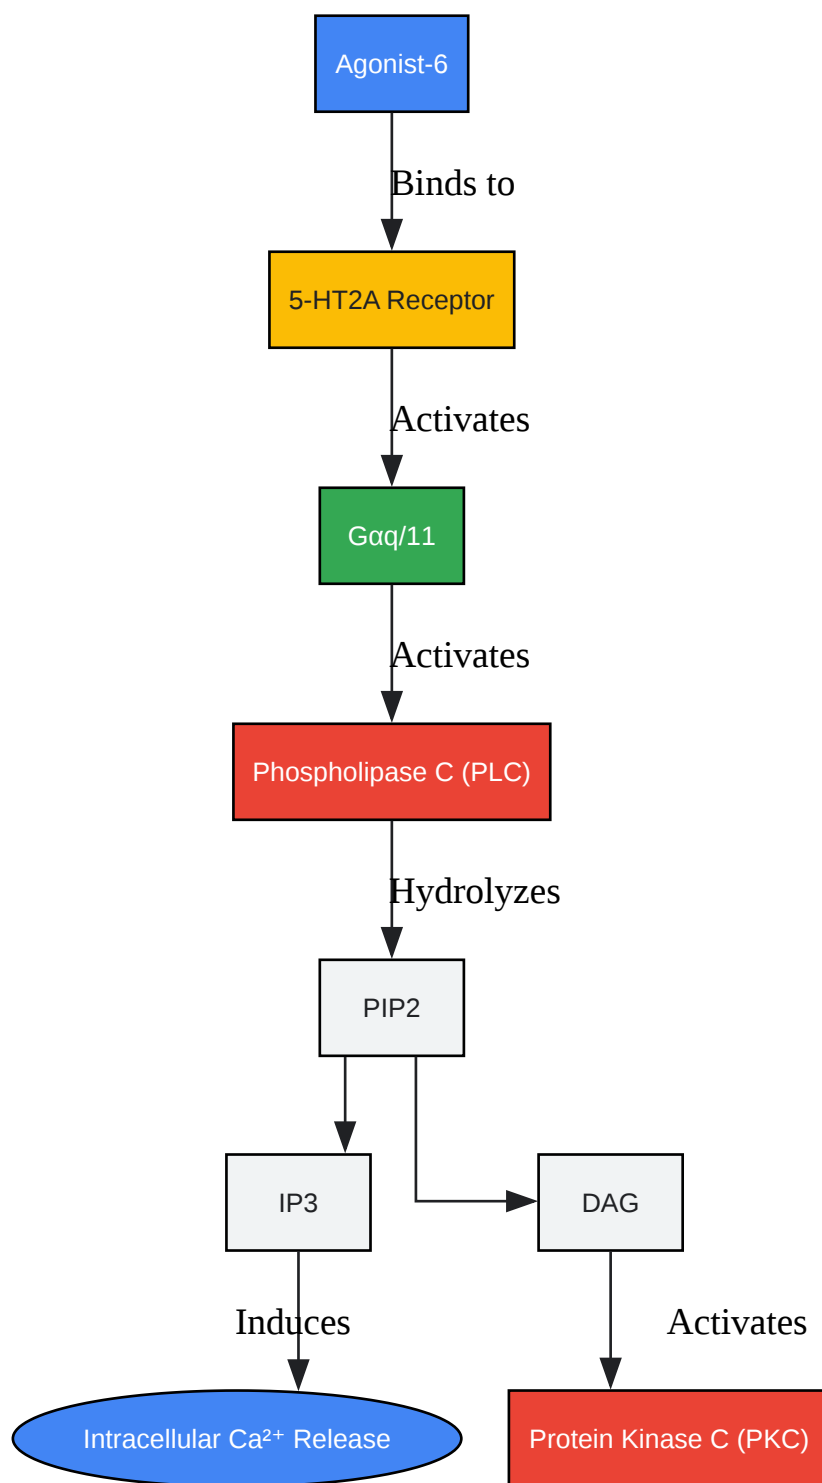 Agonist-6
Binds to
5-HT2A Receptor
Activates
Gαq/11
Activates
Phospholipase C (PLC)
Hydrolyzes
PIP2
IP3
DAG
Induces
Activates
Intracellular Ca²⁺ Release
Protein Kinase C (PKC)